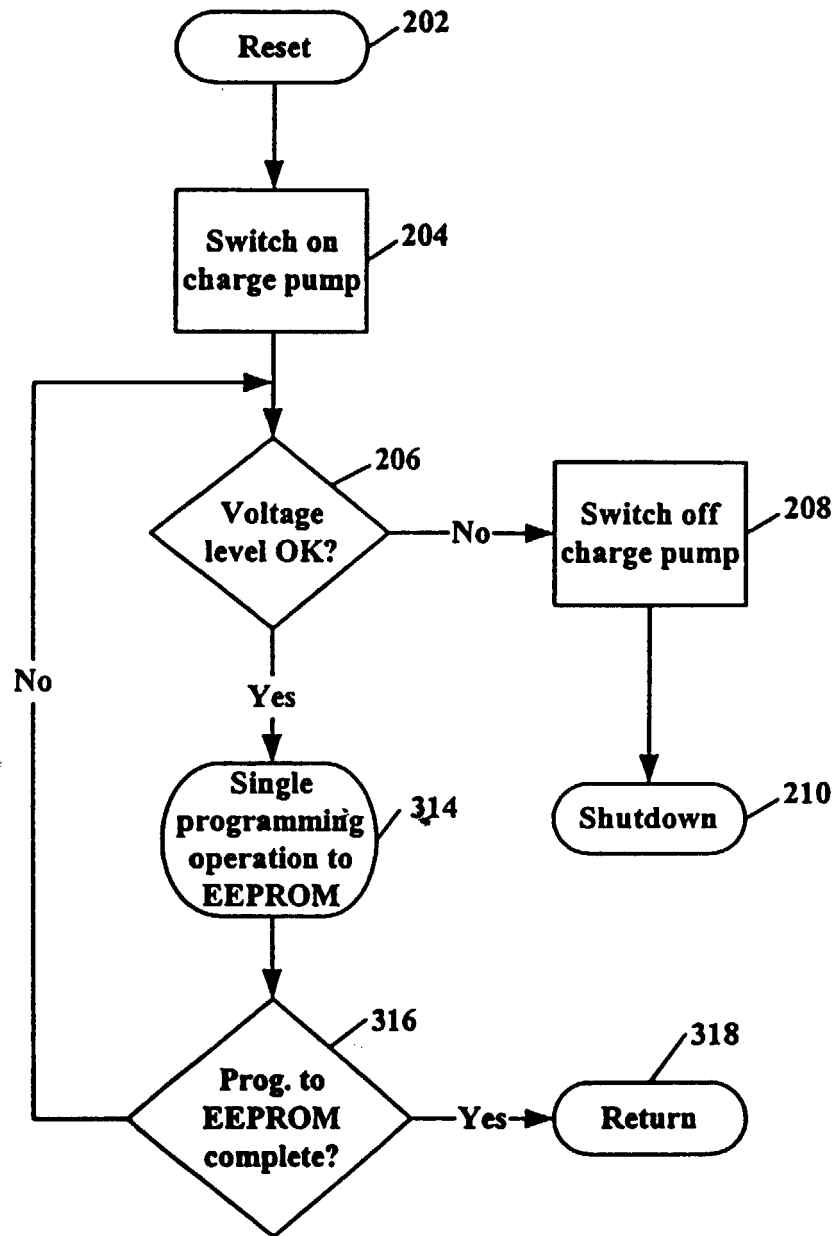 Reset
202
Switch on
charge pump
204
Voltage
level OK?
206
No
Switch off
charge pump
208
No
Yes
Single
programming
operation to
EEPROM
314
Shutdown
210
Prog. to
EEPROM
complete?
316
Yes
Return
318